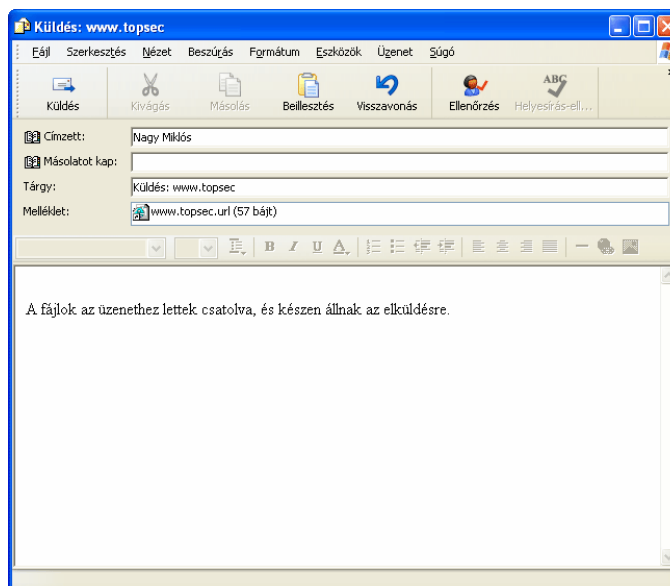 Küldés: www.topsec
Fájl Szerkesztés Nézet Beszúrás Formátum Eszközök Üzenet Súgó
Küldés Kivágás Másolás Beillesztés Visszavonás Ellenőrzés Helyesírás-ell...
Címzett: Nagy Miklós
Másolatot kap:
Tárgy: Küldés: www.topsec
Melléklet: www.topsec.url (57 bájt)
A fájlok az üzenethez lettek csatolva, és készen állnak az elküldésre.